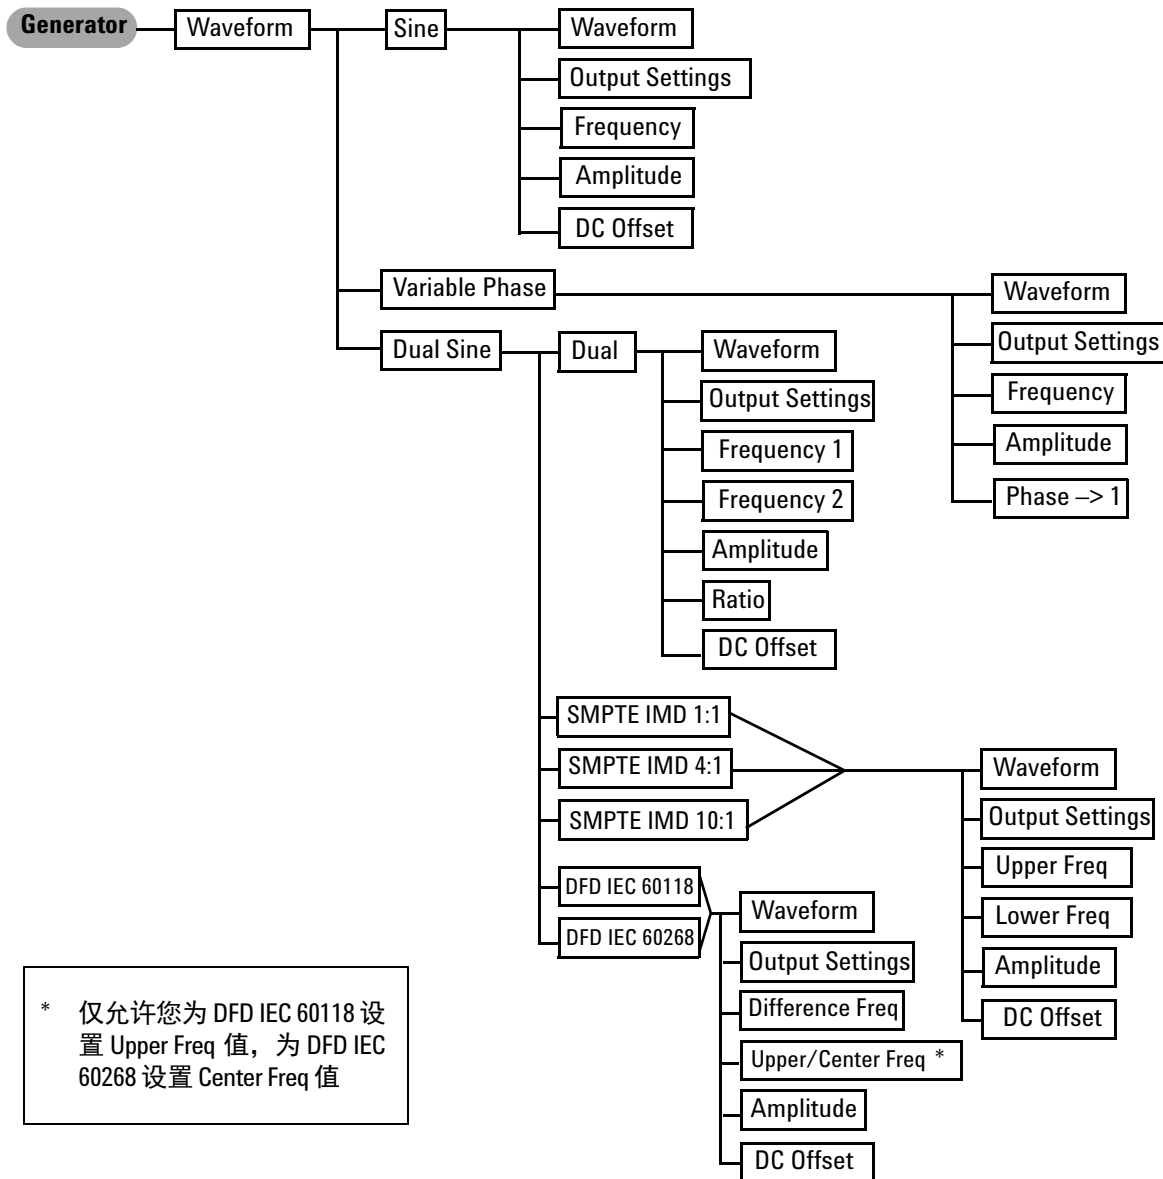 Generator
Waveform
Sine
Waveform
Output Settings
Frequency
Amplitude
DC Offset
Variable Phase
Waveform
Output Settings
Frequency
Amplitude
Phase –> 1
Dual Sine
Dual
Waveform
Output Settings
Frequency 1
Frequency 2
Amplitude
Ratio
DC Offset
SMPTE IMD 1:1
SMPTE IMD 4:1
SMPTE IMD 10:1
Waveform
Output Settings
Upper Freq
Lower Freq
Amplitude
DC Offset
DFD IEC 60118
DFD IEC 60268
Waveform
Output Settings
Difference Freq
Upper/Center Freq *
Amplitude
DC Offset
* 仅允许您为 DFD IEC 60118 设
置 Upper Freq 值，为 DFD IEC
60268 设置 Center Freq 值